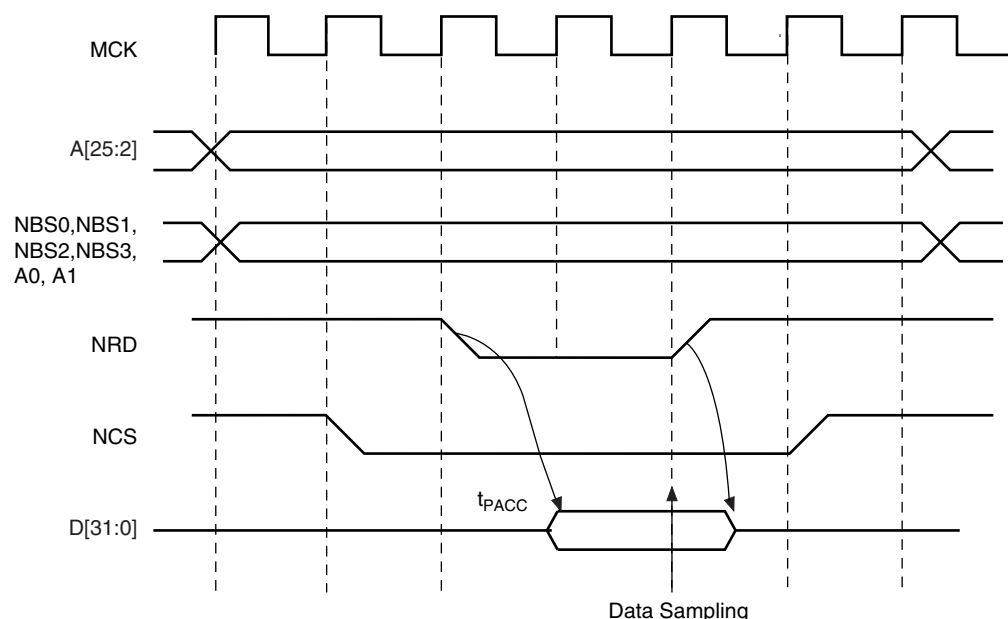 MCK
A[25:2]
NBS0,NBS1,
NBS2,NBS3,
A0, A1
NRD
NCS
tPACC
D[31:0]
Data Sampling